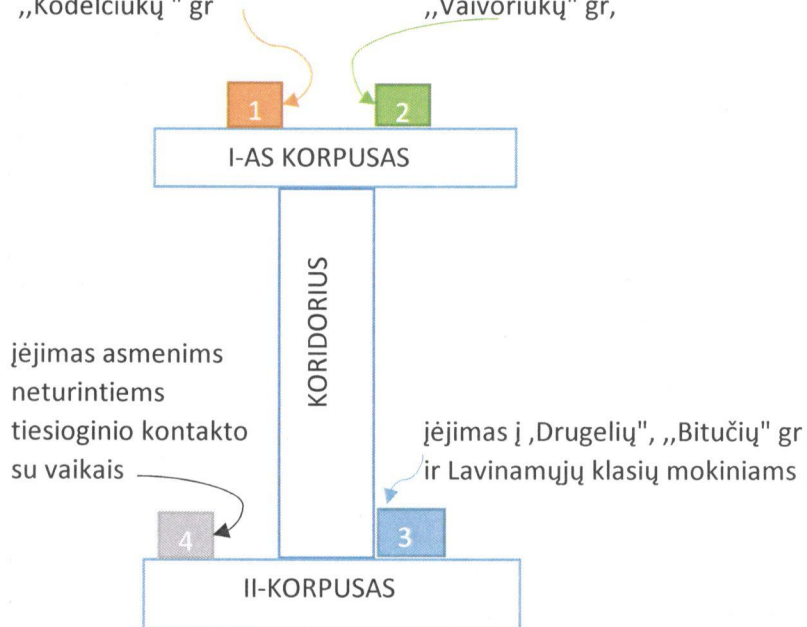 ,,Kodėlčiukų " gr
,,Vaivoriukų" gr,
1
2
I-AS KORPUSAS
KORIDORIUS
įėjimas asmenims
neturintiems
tiesioginio kontakto
su vaikais
įėjimas į ,Drugelių", ,,Bitučių" gr
ir Lavinamųjų klasių mokiniams
4
3
II-KORPUSAS